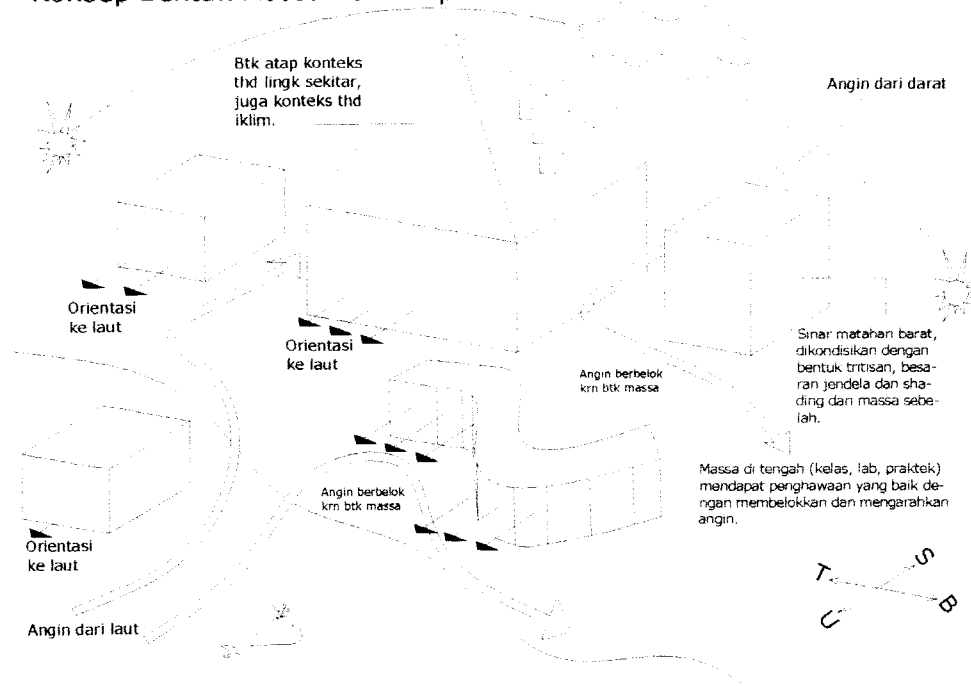 Btk atap konteks
thd lingk sekitar,
juga konteks thd
iklim.
Angin dari darat
Orientasi
ke laut
Orientasi
ke laut
Angin berbelok
krn btk massa
Sinar matahari barat,
dikondisikan dengan
bentuk tritisan, besa-
ran jendela dan sha-
ding dari massa sebe-
lah.
Massa di tengah (kelas, lab, praktek)
mendapat penghawaan yang baik de-
ngan membelokkan dan mengarahkan
angin.
Angin berbelok
krn btk massa
Orientasi
ke laut
Angin dari laut
T
S
U
B